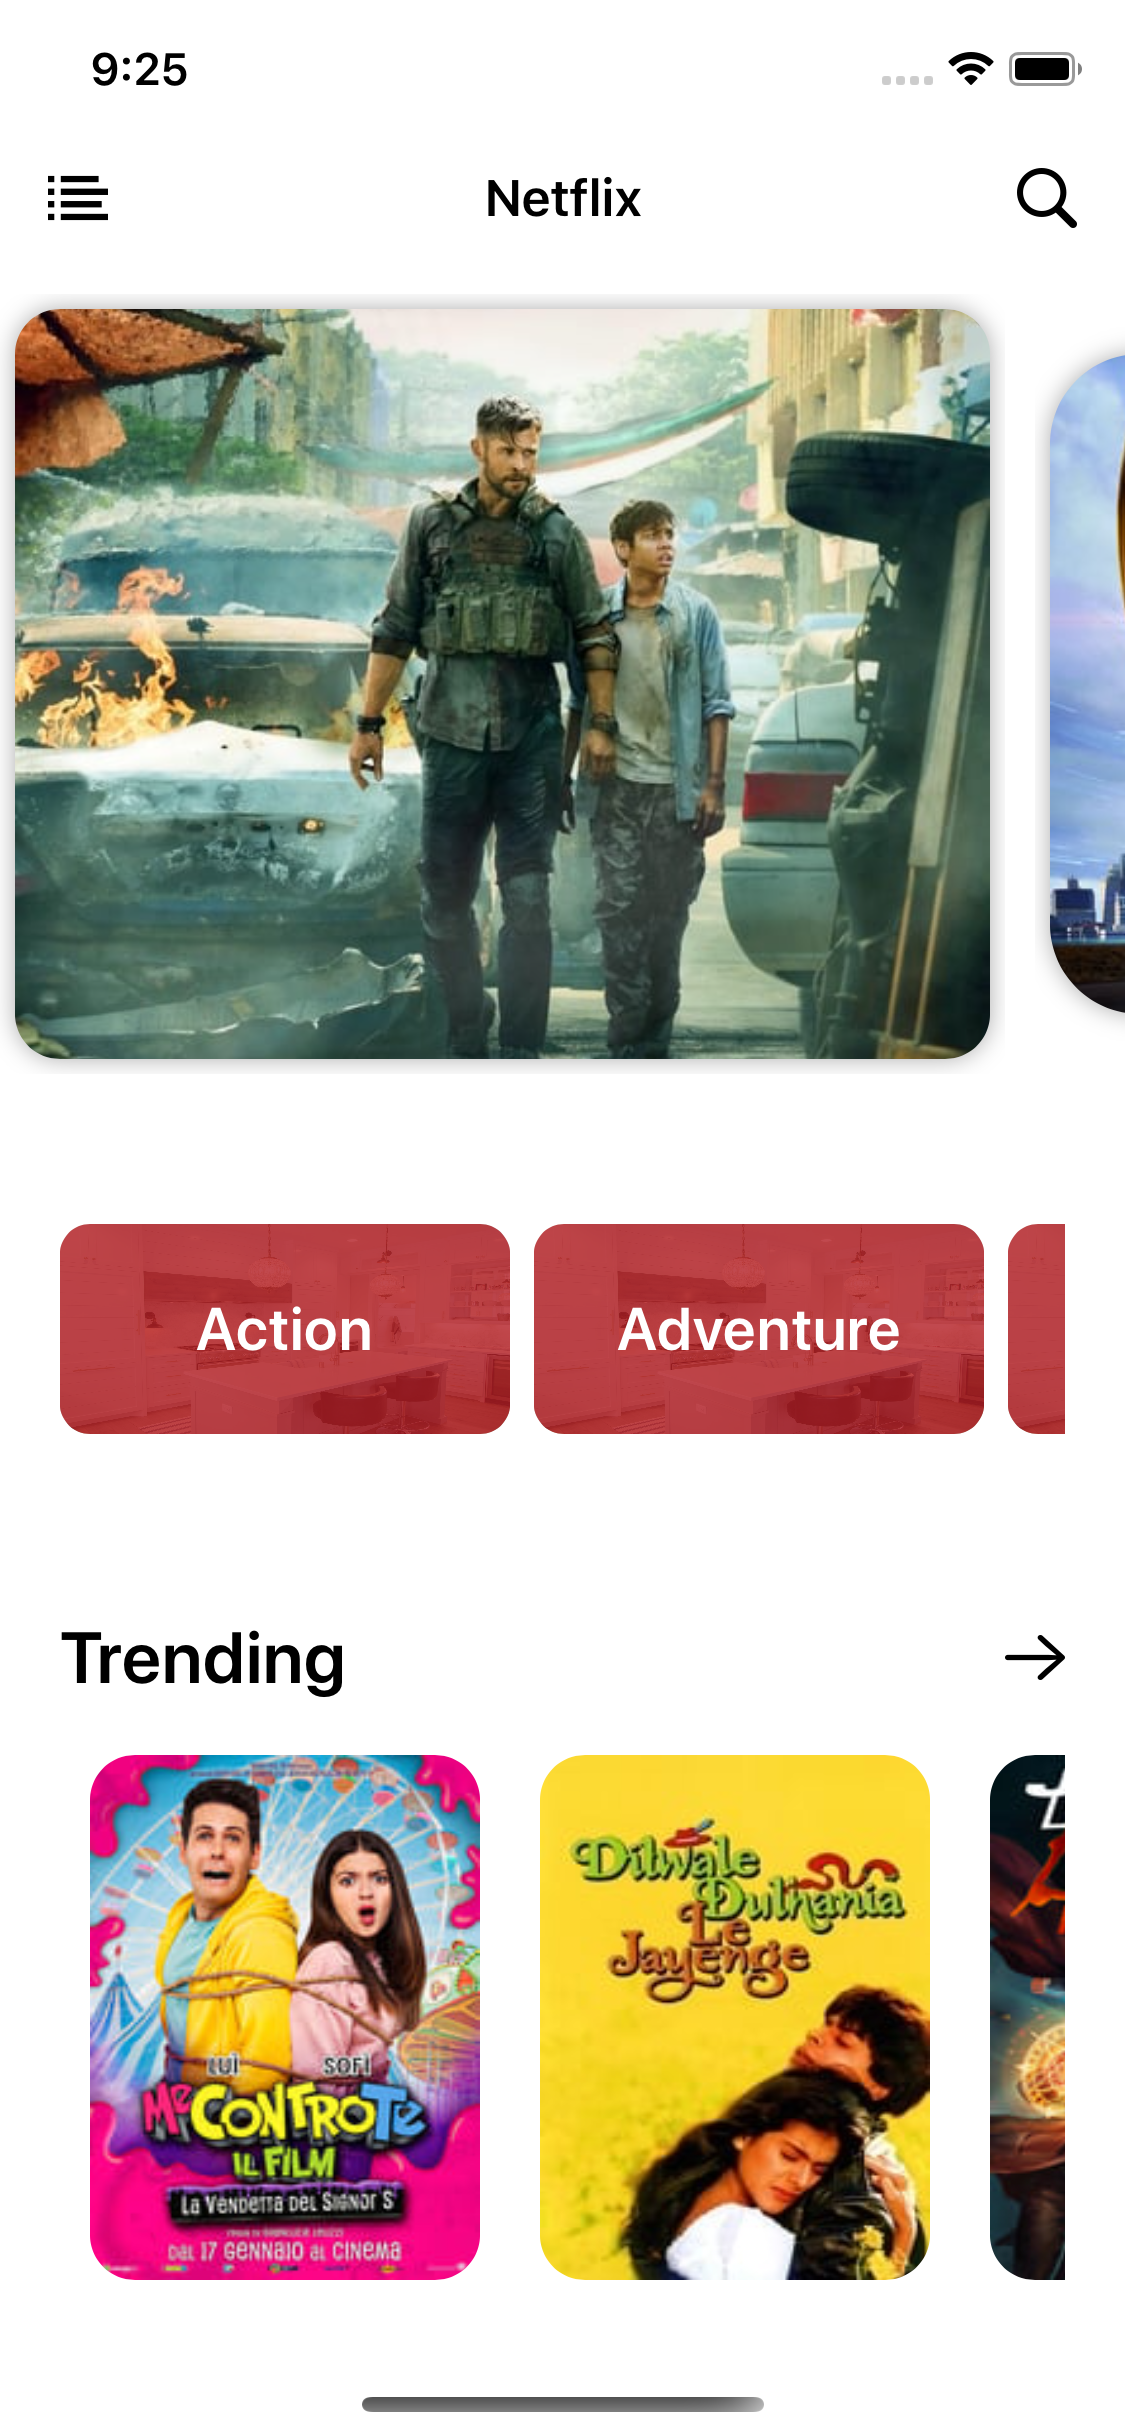 9:25
Netflix
Action
Adventure
Trending
LUÌ
SOFÌ
Me CONTRO Te
IL FILM
La Vendetta del Signor S
Dal 17 Gennaio al Cinema
Dilwale
Dulhania
Le
Jayenge